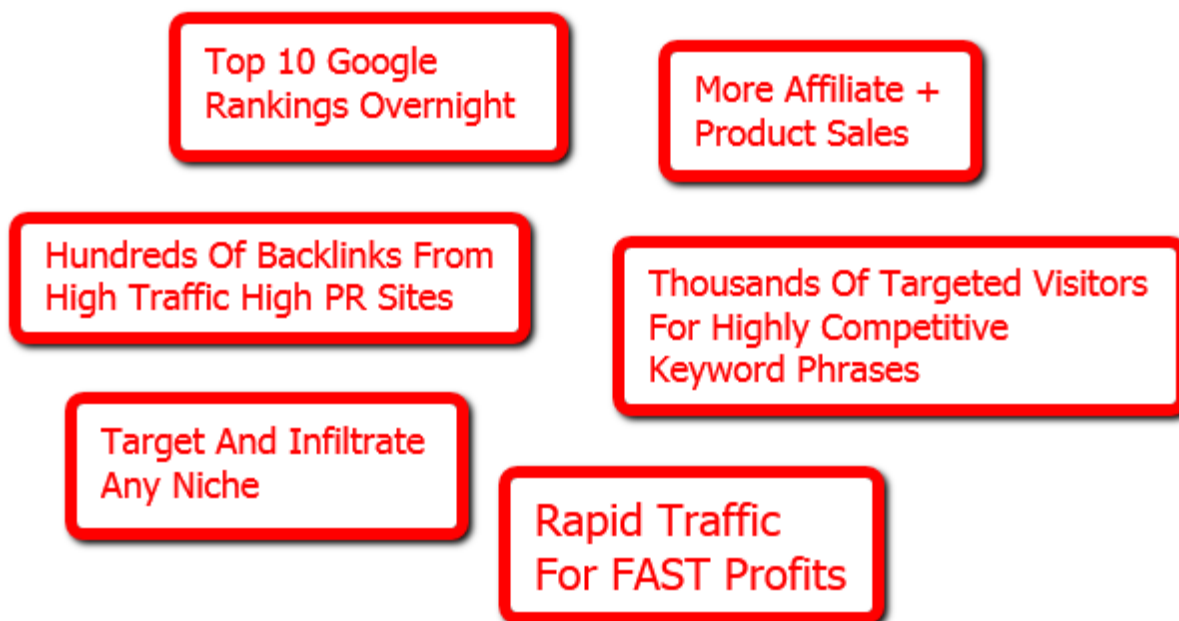 Top 10 Google
Rankings Overnight
More Affiliate +
Product Sales
Hundreds Of Backlinks From
High Traffic High PR Sites
Thousands Of Targeted Visitors
For Highly Competitive
Keyword Phrases
Target And Infiltrate
Any Niche
Rapid Traffic
For FAST Profits